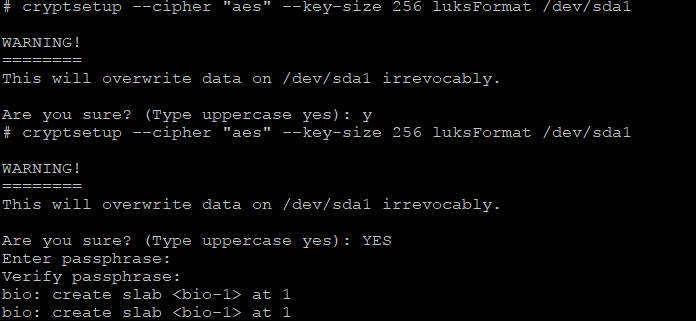 # cryptsetup --cipher "aes" --key-size 256 luksFormat /dev/sda1
WARNING!
========
This will overwrite data on /dev/sda1 irrevocably.
Are you sure? (Type uppercase yes): y
# cryptsetup --cipher "aes" --key-size 256 luksFormat /dev/sda1
WARNING!
========
This will overwrite data on /dev/sda1 irrevocably.
Are you sure? (Type uppercase yes): YES
Enter passphrase:
Verify passphrase:
bio: create slab <bio-1> at 1
bio: create slab <bio-1> at 1